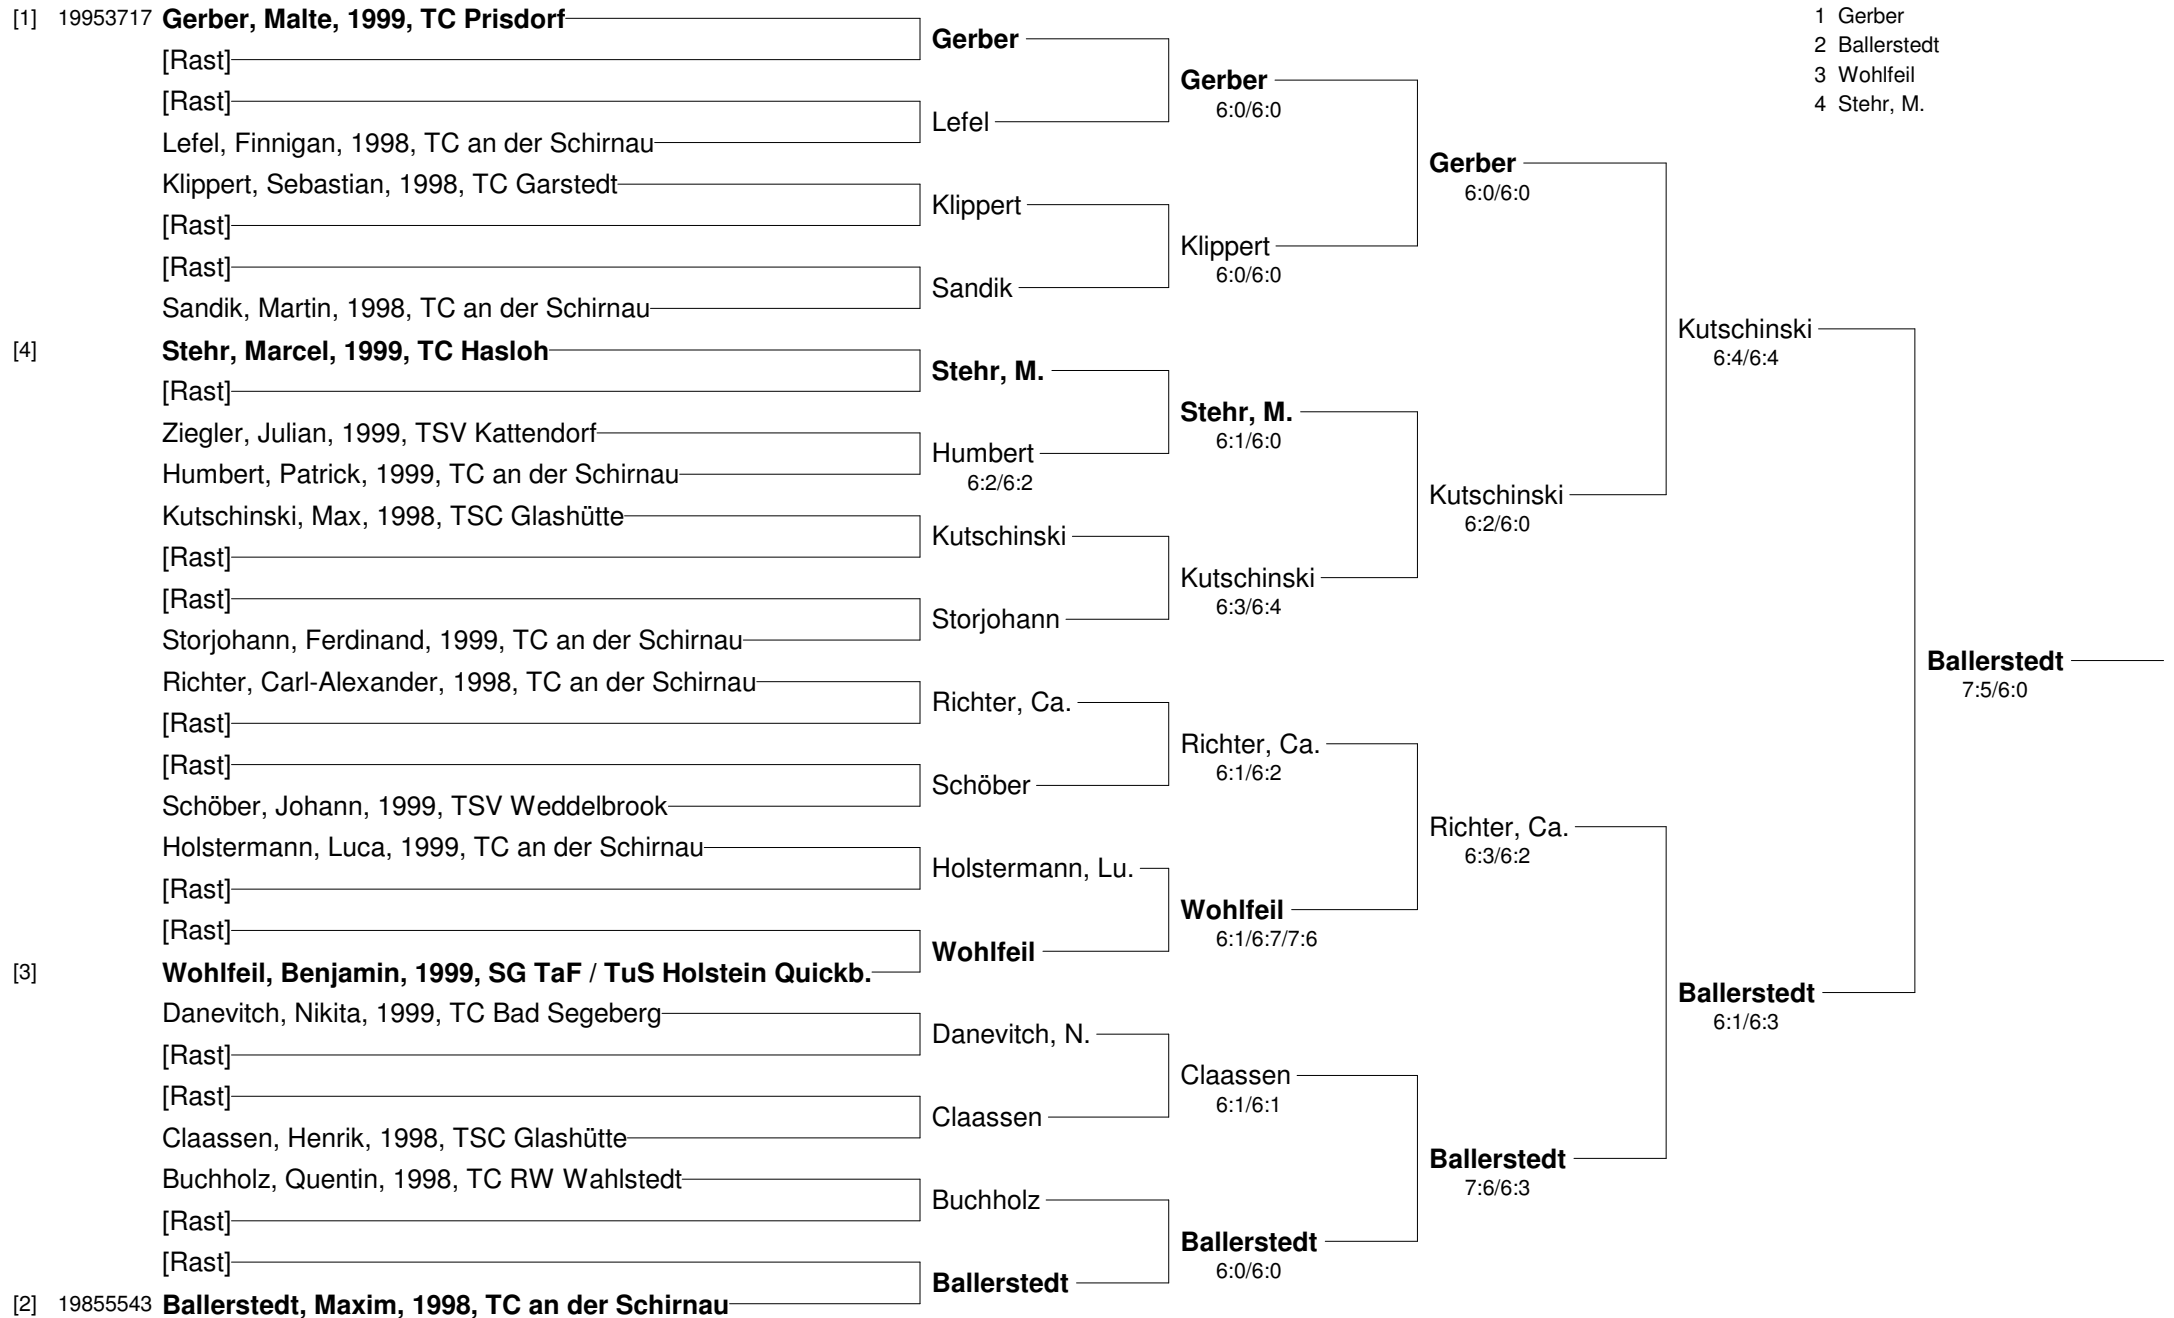 [1] 19953717 Gerber, Malte, 1999, TC Prisdorf
[Rast]
[Rast]
Lefel, Finnigan, 1998, TC an der Schirnau
Klippert, Sebastian, 1998, TC Garstedt
[Rast]
[Rast]
Sandik, Martin, 1998, TC an der Schirnau
[4] Stehr, Marcel, 1999, TC Hasloh
[Rast]
Ziegler, Julian, 1999, TSV Kattendorf
Humbert, Patrick, 1999, TC an der Schirnau
Kutschinski, Max, 1998, TSC Glashütte
[Rast]
[Rast]
Storjohann, Ferdinand, 1999, TC an der Schirnau
Richter, Carl-Alexander, 1998, TC an der Schirnau
[Rast]
[Rast]
Schöber, Johann, 1999, TSV Weddelbrook
Holstermann, Luca, 1999, TC an der Schirnau
[Rast]
[Rast]
[3] Wohlfeil, Benjamin, 1999, SG TaF / TuS Holstein Quickb.
Danevitch, Nikita, 1999, TC Bad Segeberg
[Rast]
[Rast]
Claassen, Henrik, 1998, TSC Glashütte
Buchholz, Quentin, 1998, TC RW Wahlstedt
[Rast]
[Rast]
[2] 19855543 Ballerstedt, Maxim, 1998, TC an der Schirnau
Gerber
Lefel
Klippert
Sandik
Stehr, M.
Humbert
6:2/6:2
Kutschinski
Storjohann
Richter, Ca.
Schöber
Holstermann, Lu.
Wohlfeil
Danevitch, N.
Claassen
Buchholz
Ballerstedt
Gerber
6:0/6:0
Klippert
6:0/6:0
Stehr, M.
6:1/6:0
Kutschinski
6:3/6:4
Richter, Ca.
6:1/6:2
Wohlfeil
6:1/6:7/7:6
Claassen
6:1/6:1
Ballerstedt
6:0/6:0
Gerber
6:0/6:0
Kutschinski
6:2/6:0
Richter, Ca.
6:3/6:2
Ballerstedt
7:6/6:3
Kutschinski
6:4/6:4
Ballerstedt
6:1/6:3
Ballerstedt
7:5/6:0
1 Gerber
2 Ballerstedt
3 Wohlfeil
4 Stehr, M.